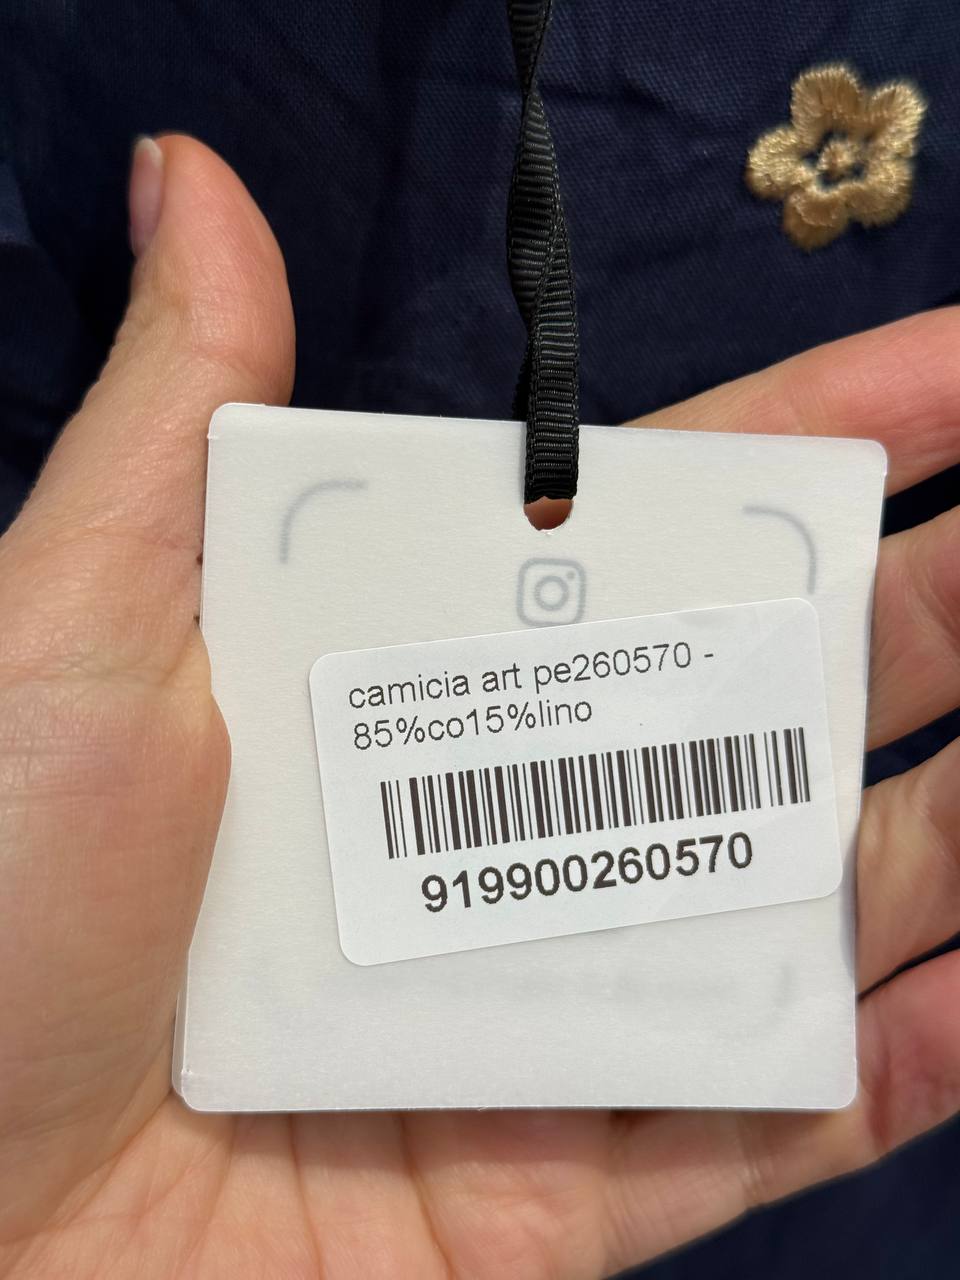 camicia art pe260570 -
85%co15%lino
919900260570